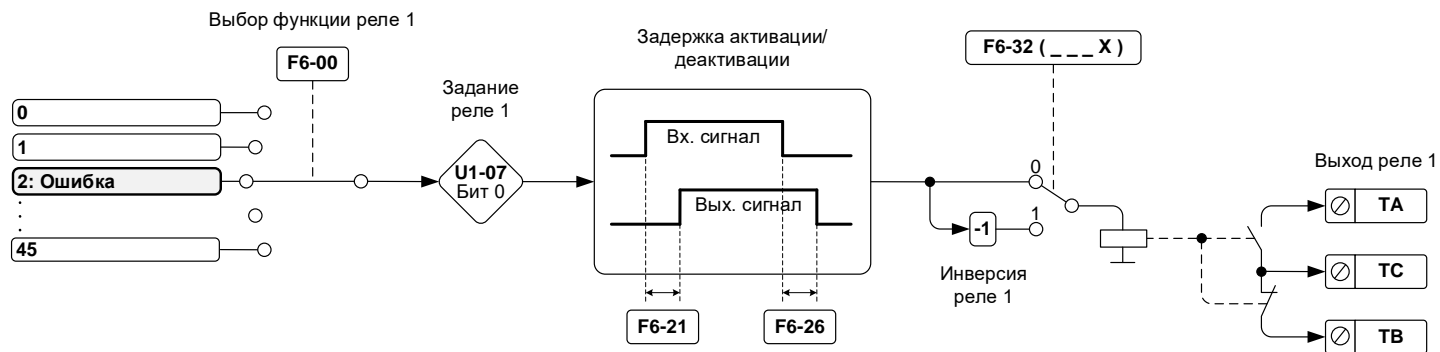 Выбор функции реле 1
F6-00
0
1
2: Ошибка
.
.
45
Задание
реле 1
U1-07
Бит 0
Задержка активации/
деактивации
Вх. сигнал
Вых. сигнал
F6-21
F6-26
F6-32 ( _ _ _ X )
0
1
-1
Инверсия
реле 1
Выход реле 1
TA
TC
TB